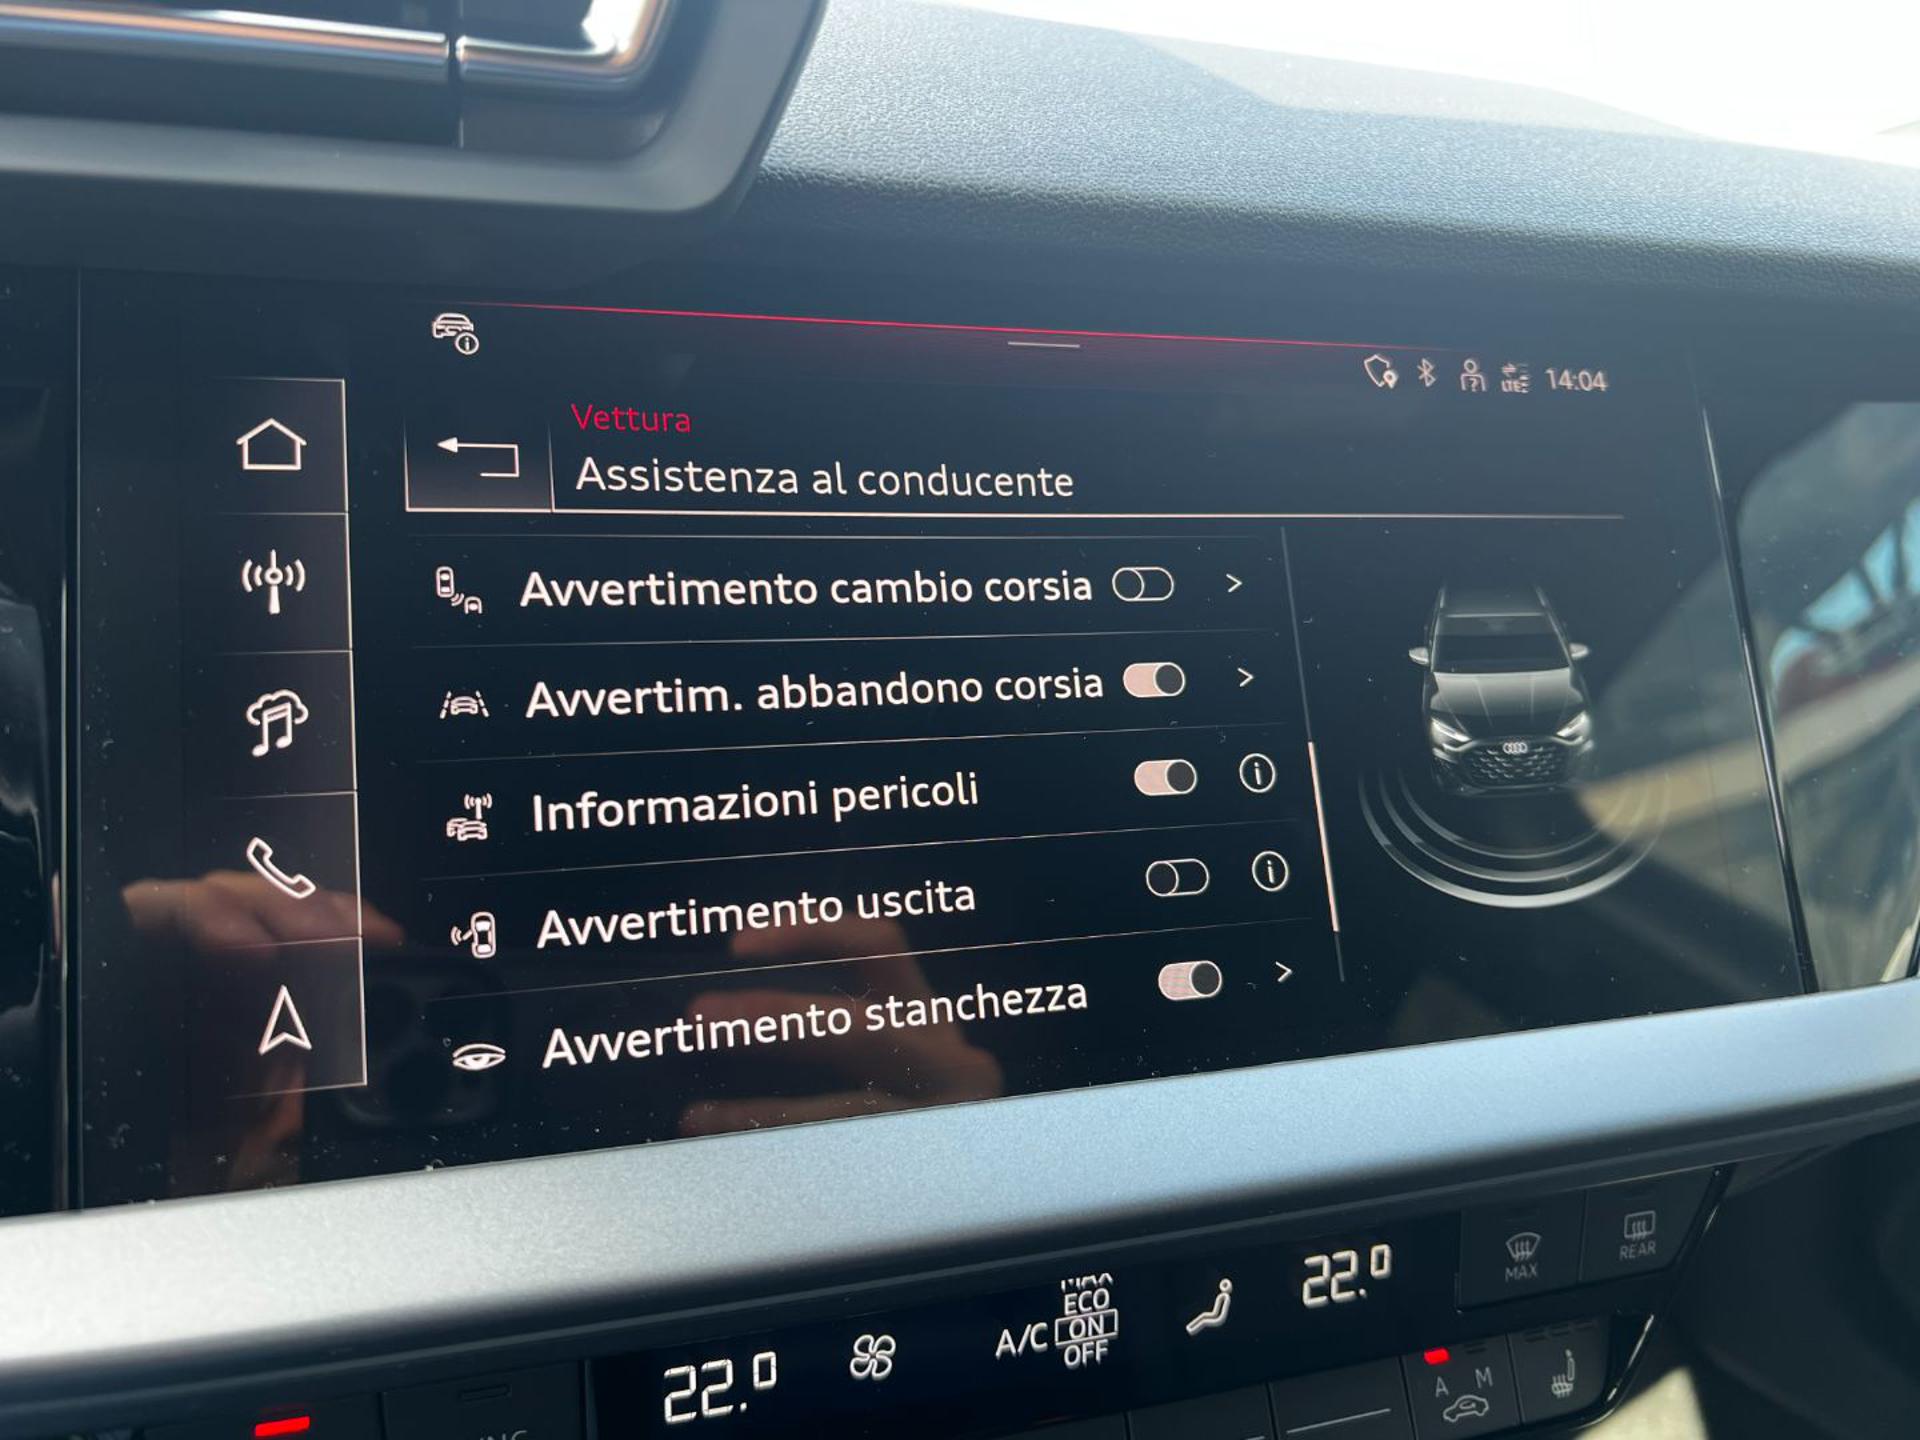 14:04
Vettura
Assistenza al conducente
Avvertimento cambio corsia
Avvertim. abbandono corsia
Informazioni pericoli
Avvertimento uscita
Avvertimento stanchezza
MAX
ECO
A/C ON
OFF
22.0
22.0
MAX
REAR
A M